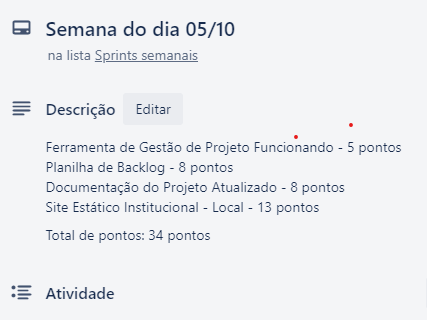 Semana do dia 05/10
na lista Sprints semanais
Descrição Editar
Ferramenta de Gestão de Projeto Funcionando - 5 pontos
Planilha de Backlog - 8 pontos
Documentação do Projeto Atualizado - 8 pontos
Site Estático Institucional - Local - 13 pontos
Total de pontos: 34 pontos
Atividade